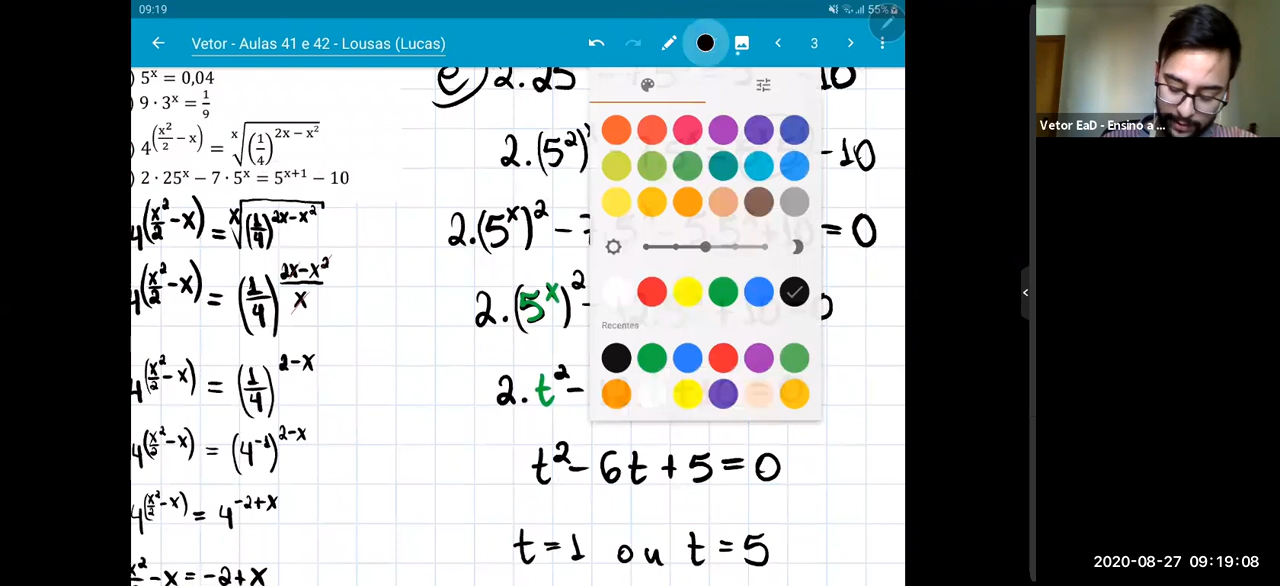 09:19
55%
Vetor - Aulas 41 e 42 - Lousas (Lucas)
3
) 5ˣ = 0,04
) 9 · 3ˣ = 1/9
) 4^(x²/2 − x) = ˣ√((1/4)^(2x − x²))
) 2 · 25ˣ − 7 · 5ˣ = 5^(x+1) − 10
4^(x²/2 - x) = ˣ√((1/4)^(2x-x²))
4^(x²/2 - x) = (1/4)^((2x-x²)/x)
4^(x²/2 - x) = (1/4)^(2-x)
4^(x²/2 - x) = (4⁻¹)^(2-x)
4^(x²/2 - x) = 4^(-2+x)
x²/2 - x = -2+x
e) 2.25 10
2.(5²) -10
2.(5ˣ)² - = 0
2.(5ˣ)² - 0
2.t² -
t² - 6t + 5 = 0
t = 1 ou t = 5
Recentes
Vetor EaD - Ensino a ...
2020-08-27 09:19:08